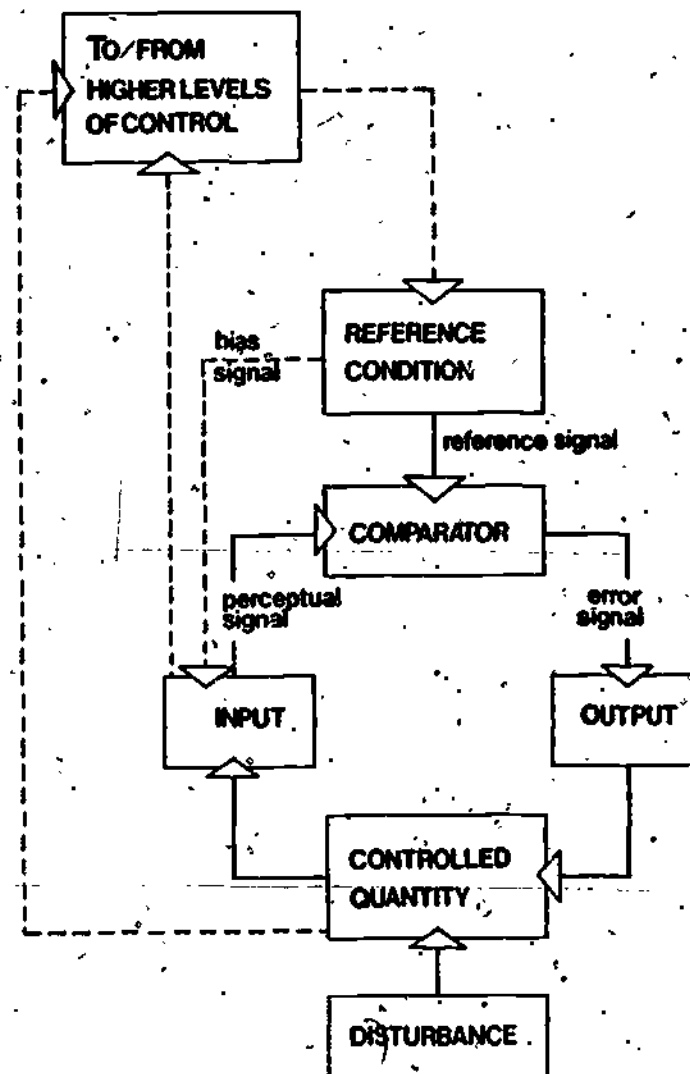 TO/FROM
HIGHER LEVELS
OF CONTROL
bias
signal
REFERENCE
CONDITION
reference signal
COMPARATOR
perceptual
signal
error
signal
INPUT
OUTPUT
CONTROLLED
QUANTITY
DISTURBANCE